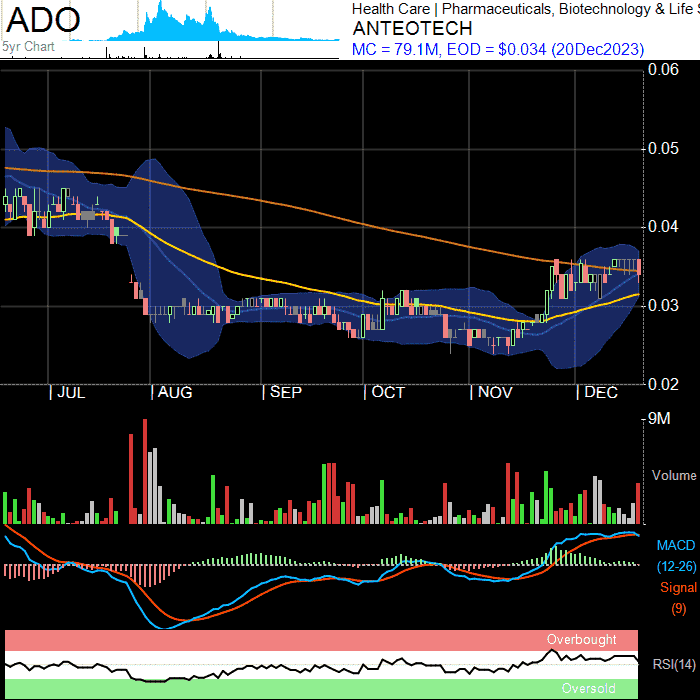 ADO
5yr Chart
Health Care | Pharmaceuticals, Biotechnology & Life S
ANTEOTECH
MC = 79.1M, EOD = $0.034 (20Dec2023)
0.06
0.05
0.04
0.03
0.02
| JUL | AUG | SEP | OCT | NOV | DEC
9M
Volume
MACD
(12-26)
Signal
(9)
Overbought
RSI(14)
Oversold